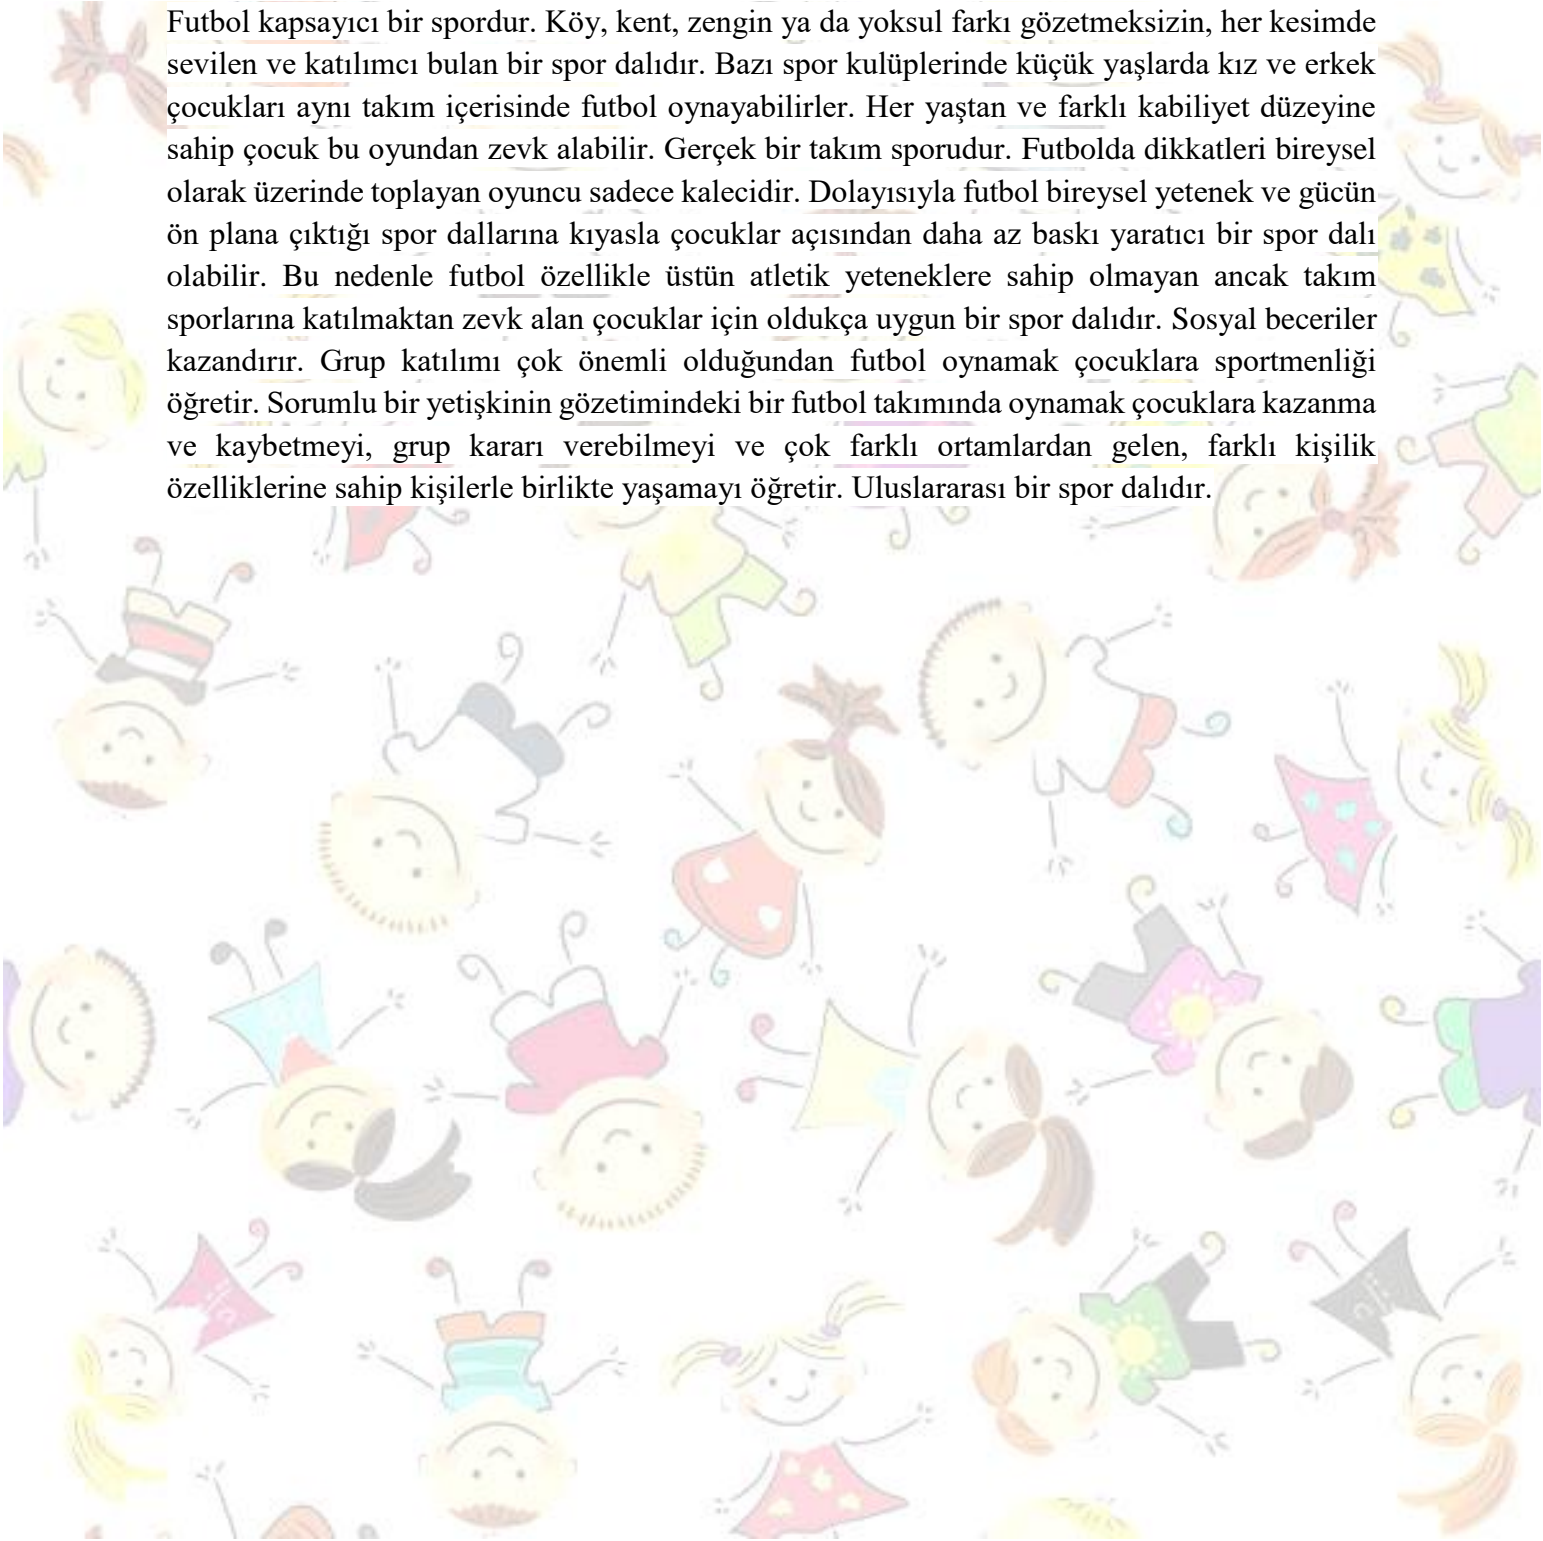 Futbol kapsayıcı bir spordur. Köy, kent, zengin ya da yoksul farkı gözetmeksizin, her kesimde
sevilen ve katılımcı bulan bir spor dalıdır. Bazı spor kulüplerinde küçük yaşlarda kız ve erkek
çocukları aynı takım içerisinde futbol oynayabilirler. Her yaştan ve farklı kabiliyet düzeyine
sahip çocuk bu oyundan zevk alabilir. Gerçek bir takım sporudur. Futbolda dikkatleri bireysel
olarak üzerinde toplayan oyuncu sadece kalecidir. Dolayısıyla futbol bireysel yetenek ve gücün
ön plana çıktığı spor dallarına kıyasla çocuklar açısından daha az baskı yaratıcı bir spor dalı
olabilir. Bu nedenle futbol özellikle üstün atletik yeteneklere sahip olmayan ancak takım
sporlarına katılmaktan zevk alan çocuklar için oldukça uygun bir spor dalıdır. Sosyal beceriler
kazandırır. Grup katılımı çok önemli olduğundan futbol oynamak çocuklara sportmenliği
öğretir. Sorumlu bir yetişkinin gözetimindeki bir futbol takımında oynamak çocuklara kazanma
ve kaybetmeyi, grup kararı verebilmeyi ve çok farklı ortamlardan gelen, farklı kişilik
özelliklerine sahip kişilerle birlikte yaşamayı öğretir. Uluslararası bir spor dalıdır.